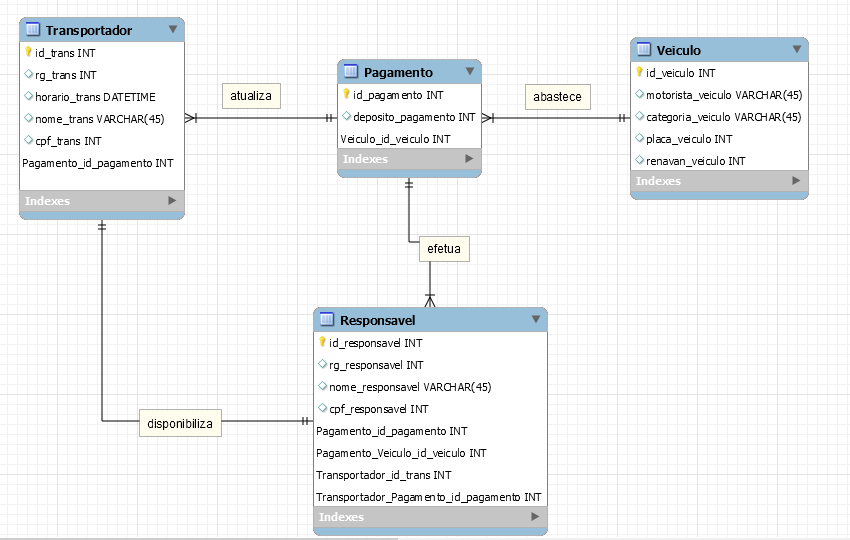 Transportador
id_trans INT
rg_trans INT
horario_trans DATETIME
nome_trans VARCHAR(45)
cpf_trans INT
Pagamento_id_pagamento INT
Indexes
atualiza
Pagamento
id_pagamento INT
deposito_pagamento INT
Veiculo_id_veiculo INT
Indexes
abastece
Veiculo
id_veiculo INT
motorista_veiculo VARCHAR(45)
categoria_veiculo VARCHAR(45)
placa_veiculo INT
renavan_veiculo INT
Indexes
efetua
disponibiliza
Responsavel
id_responsavel INT
rg_responsavel INT
nome_responsavel VARCHAR(45)
cpf_responsavel INT
Pagamento_id_pagamento INT
Pagamento_Veiculo_id_veiculo INT
Transportador_id_trans INT
Transportador_Pagamento_id_pagamento INT
Indexes